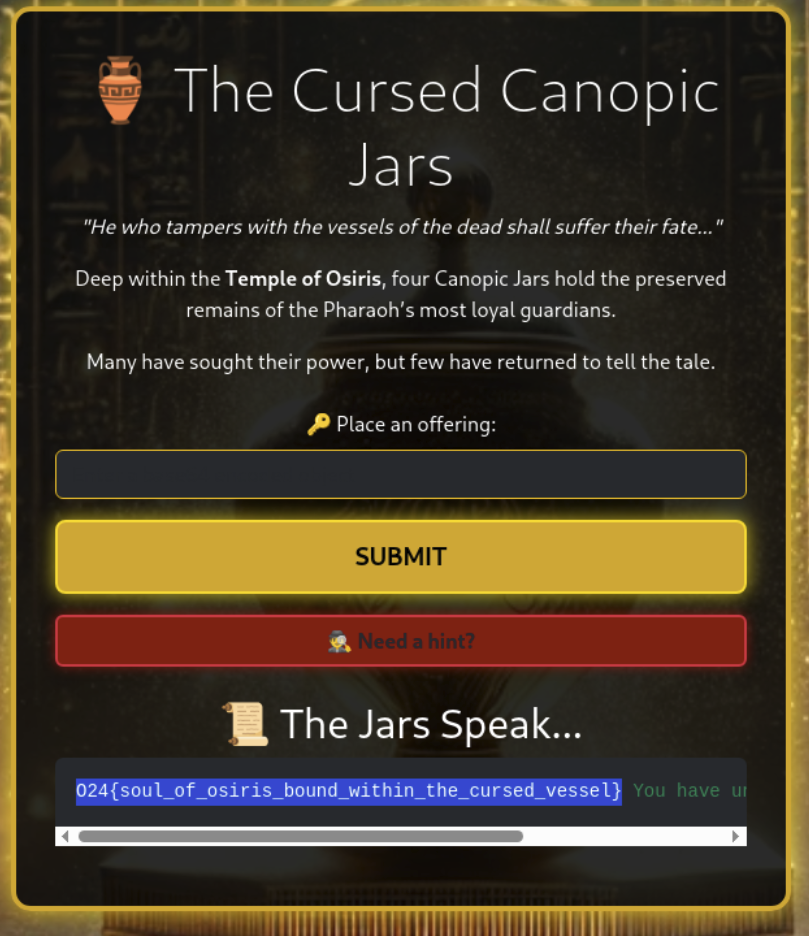 The Cursed Canopic
Jars
"He who tampers with the vessels of the dead shall suffer their fate..."
Deep within the Temple of Osiris, four Canopic Jars hold the preserved
remains of the Pharaoh’s most loyal guardians.
Many have sought their power, but few have returned to tell the tale.
🔑 Place an offering:
SUBMIT
🕵️ Need a hint?
📜 The Jars Speak...
O24{soul_of_osiris_bound_within_the_cursed_vessel} You have